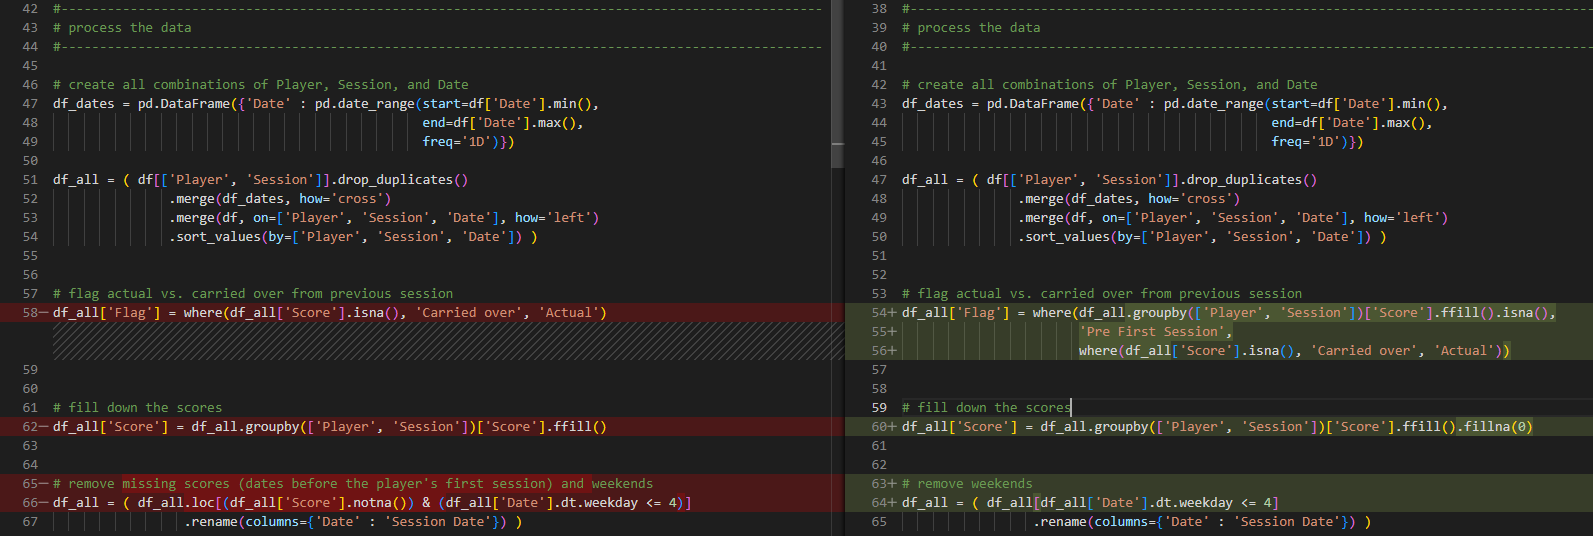 42 #---------------------------------------------------------------------------------------------------
43 # process the data
44 #---------------------------------------------------------------------------------------------------
45
46 # create all combinations of Player, Session, and Date
47 df_dates = pd.DataFrame({'Date' : pd.date_range(start=df['Date'].min(),
48                                                 end=df['Date'].max(),
49                                                 freq='1D')})
50
51 df_all = ( df[['Player', 'Session']].drop_duplicates()
52                .merge(df_dates, how='cross')
53                .merge(df, on=['Player', 'Session', 'Date'], how='left')
54                .sort_values(by=['Player', 'Session', 'Date']) )
55
56
57 # flag actual vs. carried over from previous session
58- df_all['Flag'] = where(df_all['Score'].isna(), 'Carried over', 'Actual')
59
60
61 # fill down the scores
62- df_all['Score'] = df_all.groupby(['Player', 'Session'])['Score'].ffill()
63
64
65- # remove missing scores (dates before the player's first session) and weekends
66- df_all = ( df_all.loc[(df_all['Score'].notna()) & (df_all['Date'].dt.weekday <= 4)]
67                  .rename(columns={'Date' : 'Session Date'}) )
38 #-----------------------------------------------------------------------------------------
39 # process the data
40 #-----------------------------------------------------------------------------------------
41
42 # create all combinations of Player, Session, and Date
43 df_dates = pd.DataFrame({'Date' : pd.date_range(start=df['Date'].min(),
44                                                 end=df['Date'].max(),
45                                                 freq='1D')})
46
47 df_all = ( df[['Player', 'Session']].drop_duplicates()
48                .merge(df_dates, how='cross')
49                .merge(df, on=['Player', 'Session', 'Date'], how='left')
50                .sort_values(by=['Player', 'Session', 'Date']) )
51
52
53 # flag actual vs. carried over from previous session
54+ df_all['Flag'] = where(df_all.groupby(['Player', 'Session'])['Score'].ffill().isna(),
55+                        'Pre First Session',
56+                        where(df_all['Score'].isna(), 'Carried over', 'Actual'))
57
58
59 # fill down the scores
60+ df_all['Score'] = df_all.groupby(['Player', 'Session'])['Score'].ffill().fillna(0)
61
62
63+ # remove weekends
64+ df_all = ( df_all[df_all['Date'].dt.weekday <= 4]
65                  .rename(columns={'Date' : 'Session Date'}) )